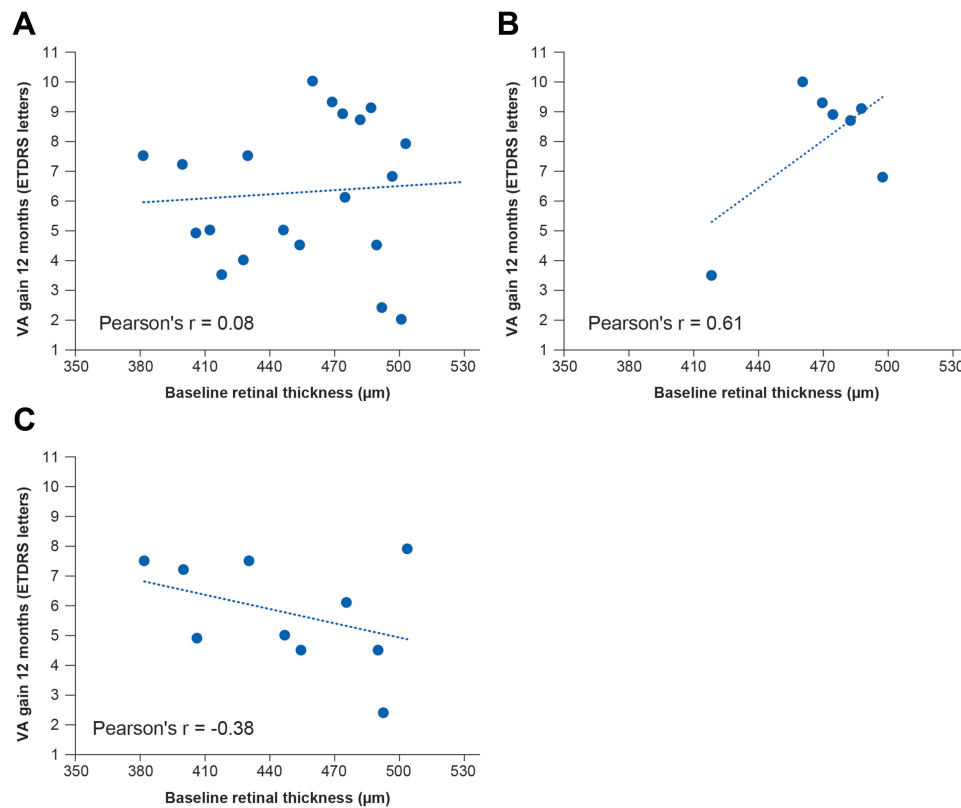 A
VA gain 12 months (ETDRS letters)
11
10
9
8
7
6
5
4
3
2
1
Pearson's r = 0.08
350 380 410 440 470 500 530
Baseline retinal thickness (µm)
B
VA gain 12 months (ETDRS letters)
11
10
9
8
7
6
5
4
3
2
1
Pearson's r = 0.61
350 380 410 440 470 500 530
Baseline retinal thickness (µm)
C
VA gain 12 months (ETDRS letters)
11
10
9
8
7
6
5
4
3
2
1
Pearson's r = -0.38
350 380 410 440 470 500 530
Baseline retinal thickness (µm)